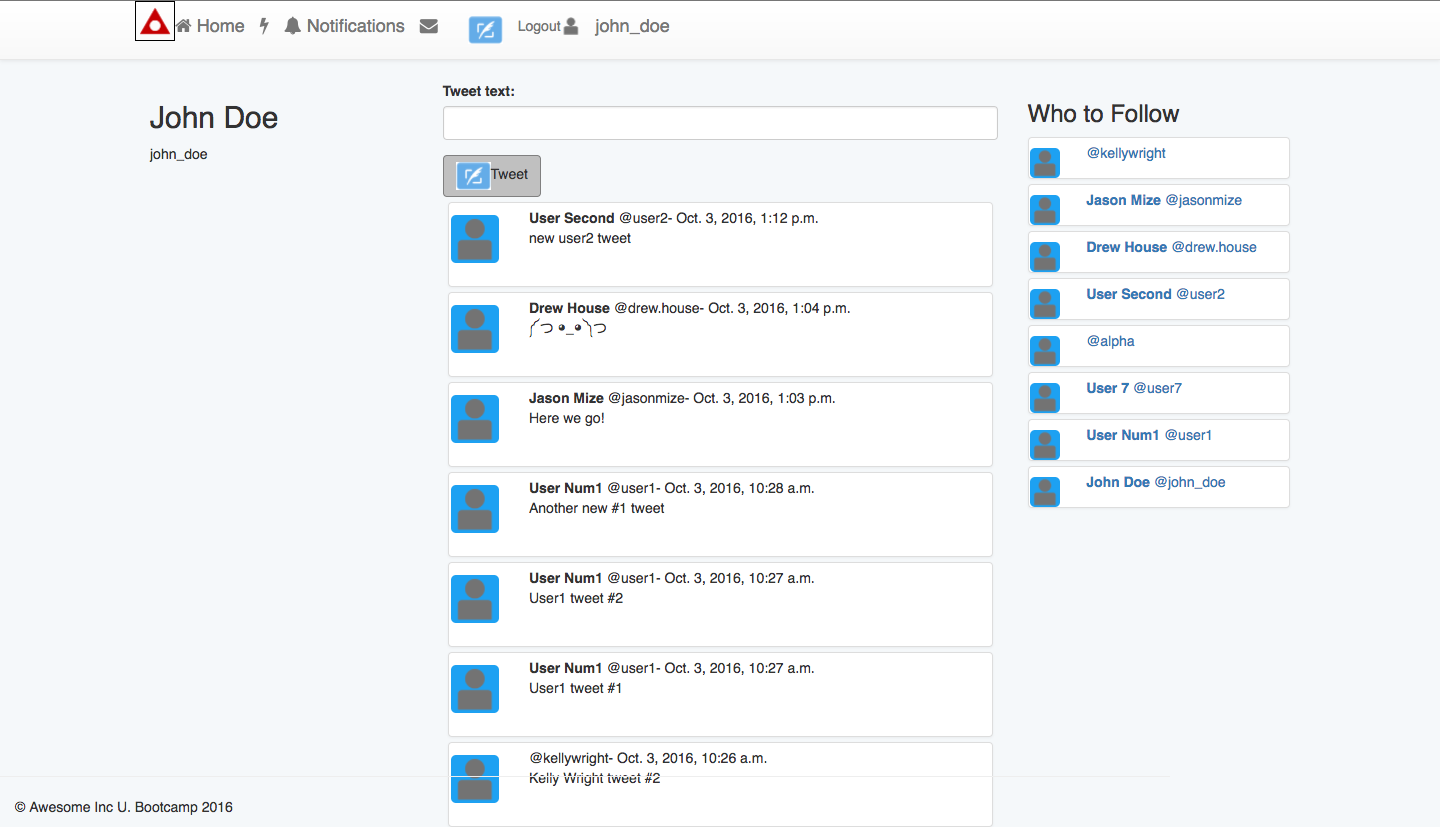 Home Notifications Logout john_doe
John Doe
john_doe
Tweet text:
Tweet
User Second @user2- Oct. 3, 2016, 1:12 p.m.
new user2 tweet
Drew House @drew.house- Oct. 3, 2016, 1:04 p.m.
༼つ ◕_◕༽つ
Jason Mize @jasonmize- Oct. 3, 2016, 1:03 p.m.
Here we go!
User Num1 @user1- Oct. 3, 2016, 10:28 a.m.
Another new #1 tweet
User Num1 @user1- Oct. 3, 2016, 10:27 a.m.
User1 tweet #2
User Num1 @user1- Oct. 3, 2016, 10:27 a.m.
User1 tweet #1
@kellywright- Oct. 3, 2016, 10:26 a.m.
Kelly Wright tweet #2
Who to Follow
@kellywright
Jason Mize @jasonmize
Drew House @drew.house
User Second @user2
@alpha
User 7 @user7
User Num1 @user1
John Doe @john_doe
© Awesome Inc U. Bootcamp 2016